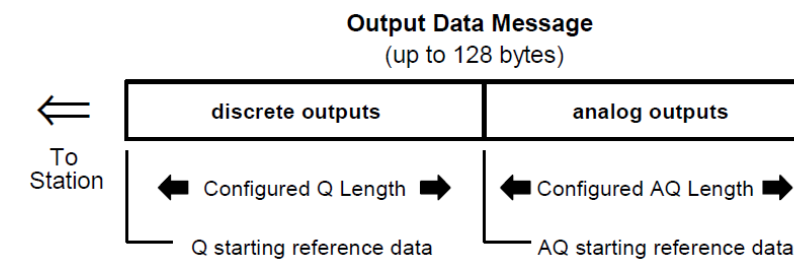 Output Data Message
(up to 128 bytes)
discrete outputs
analog outputs
To
Station
Configured Q Length
Configured AQ Length
Q starting reference data
AQ starting reference data